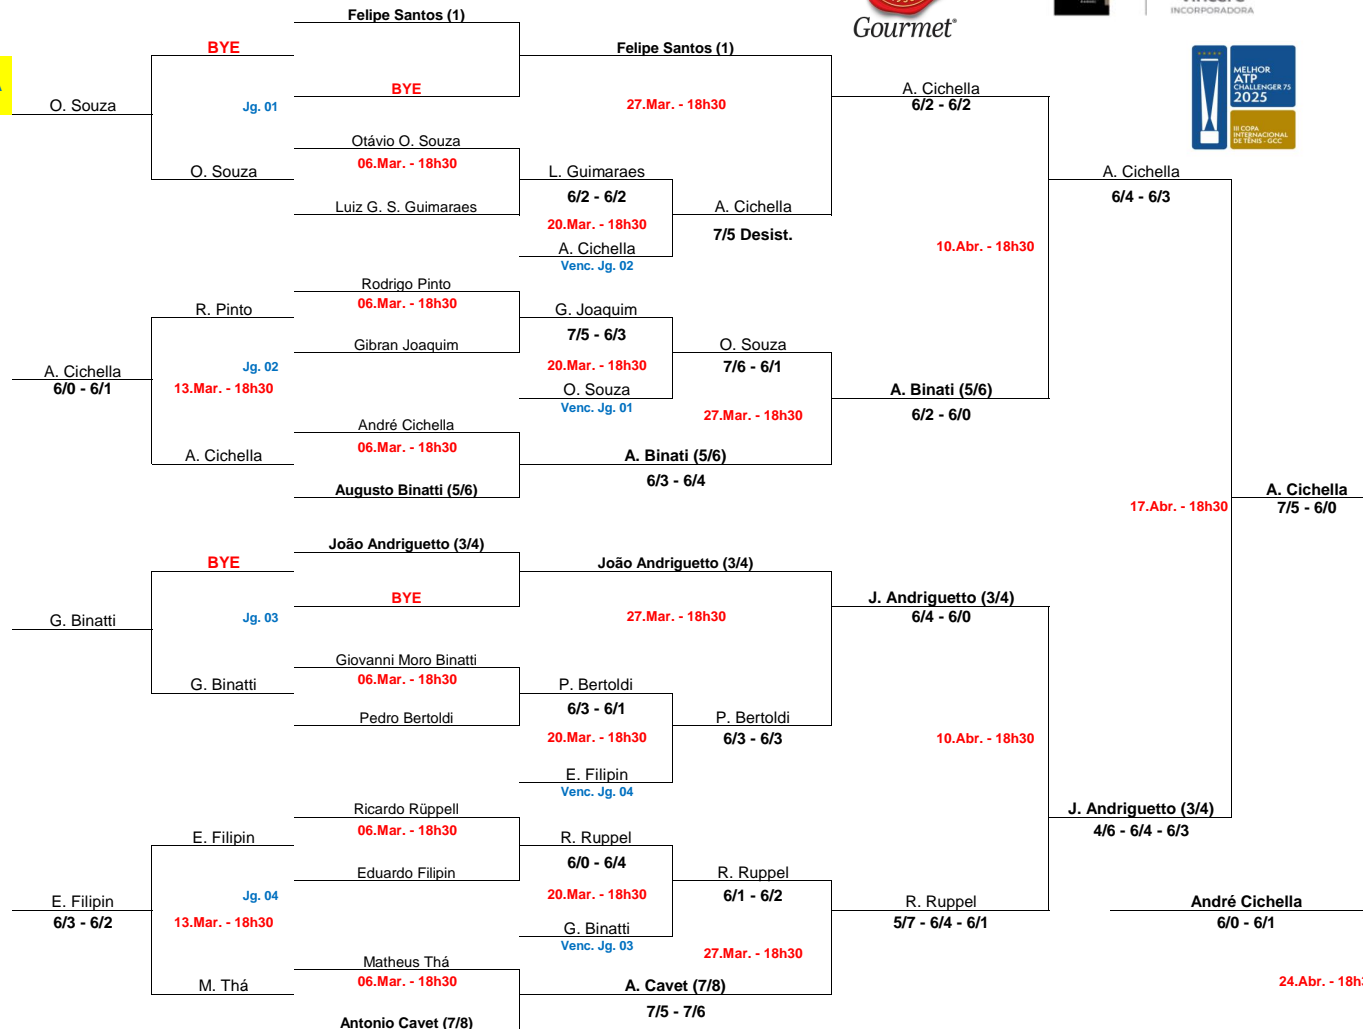 Felipe Santos (1)
Gourmet®
INCORPORADORA
BYE
Felipe Santos (1)
MELHOR
ATP
CHALLENGER 75
2025
III COPA
INTERNACIONAL
DE TÊNIS - GCC
BYE
A. Cichella
O. Souza
Jg. 01
27.Mar. - 18h30
6/2 - 6/2
Otávio O. Souza
06.Mar. - 18h30
O. Souza
L. Guimaraes
A. Cichella
6/2 - 6/2
6/4 - 6/3
Luiz G. S. Guimaraes
A. Cichella
20.Mar. - 18h30
7/5 Desist.
A. Cichella
10.Abr. - 18h30
Venc. Jg. 02
Rodrigo Pinto
06.Mar. - 18h30
R. Pinto
G. Joaquim
7/5 - 6/3
Gibran Joaquim
O. Souza
Jg. 02
20.Mar. - 18h30
7/6 - 6/1
A. Cichella
6/0 - 6/1
13.Mar. - 18h30
O. Souza
A. Binati (5/6)
Venc. Jg. 01
27.Mar. - 18h30
6/2 - 6/0
André Cichella
06.Mar. - 18h30
A. Cichella
A. Binati (5/6)
6/3 - 6/4
Augusto Binatti (5/6)
A. Cichella
17.Abr. - 18h30
7/5 - 6/0
João Andriguetto (3/4)
BYE
João Andriguetto (3/4)
BYE
J. Andriguetto (3/4)
G. Binatti
Jg. 03
27.Mar. - 18h30
6/4 - 6/0
Giovanni Moro Binatti
06.Mar. - 18h30
G. Binatti
P. Bertoldi
6/3 - 6/1
Pedro Bertoldi
P. Bertoldi
20.Mar. - 18h30
6/3 - 6/3
10.Abr. - 18h30
E. Filipin
Venc. Jg. 04
Ricardo Rüppell
J. Andriguetto (3/4)
06.Mar. - 18h30
4/6 - 6/4 - 6/3
E. Filipin
R. Ruppel
6/0 - 6/4
Eduardo Filipin
R. Ruppel
Jg. 04
20.Mar. - 18h30
6/1 - 6/2
E. Filipin
R. Ruppel
André Cichella
6/3 - 6/2
13.Mar. - 18h30
5/7 - 6/4 - 6/1
6/0 - 6/1
G. Binatti
Venc. Jg. 03
27.Mar. - 18h30
Matheus Thá
06.Mar. - 18h30
24.Abr. - 18h
M. Thá
A. Cavet (7/8)
7/5 - 7/6
Antonio Cavet (7/8)